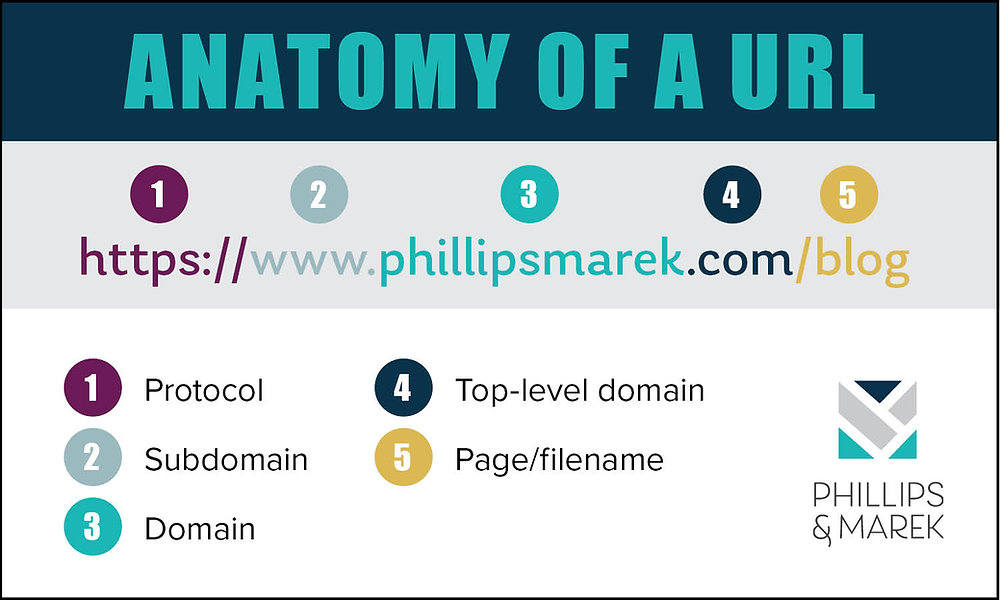 ANATOMY OF A URL
1 2 3 4 5
https://www.phillipsmarek.com/blog
1 Protocol
2 Subdomain
3 Domain
4 Top-level domain
5 Page/filename
PHILLIPS
& MAREK